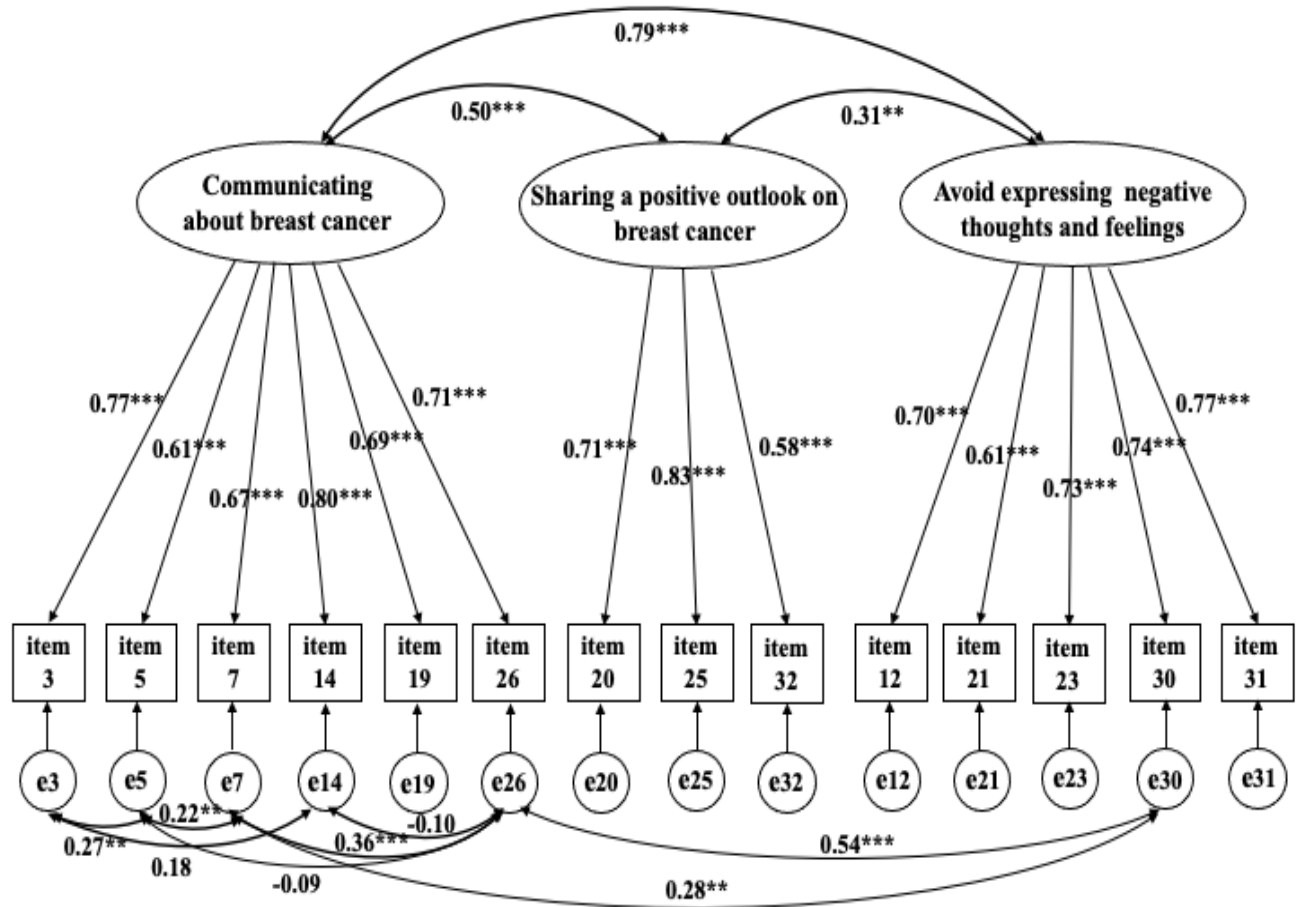 0.79***
0.50***
0.31**
Communicating
about breast cancer
Sharing a positive outlook on
breast cancer
Avoid expressing negative
thoughts and feelings
0.77***
0.61***
0.67***
0.80***
0.69***
0.71***
0.71***
0.83***
0.58***
0.70***
0.61***
0.73***
0.74***
0.77***
item
3
item
5
item
7
item
14
item
19
item
26
item
20
item
25
item
32
item
12
item
21
item
23
item
30
item
31
e3
e5
e7
e14
e19
e26
e20
e25
e32
e12
e21
e23
e30
e31
0.22**
-0.10
0.27**
0.36***
0.54***
0.18
-0.09
0.28**